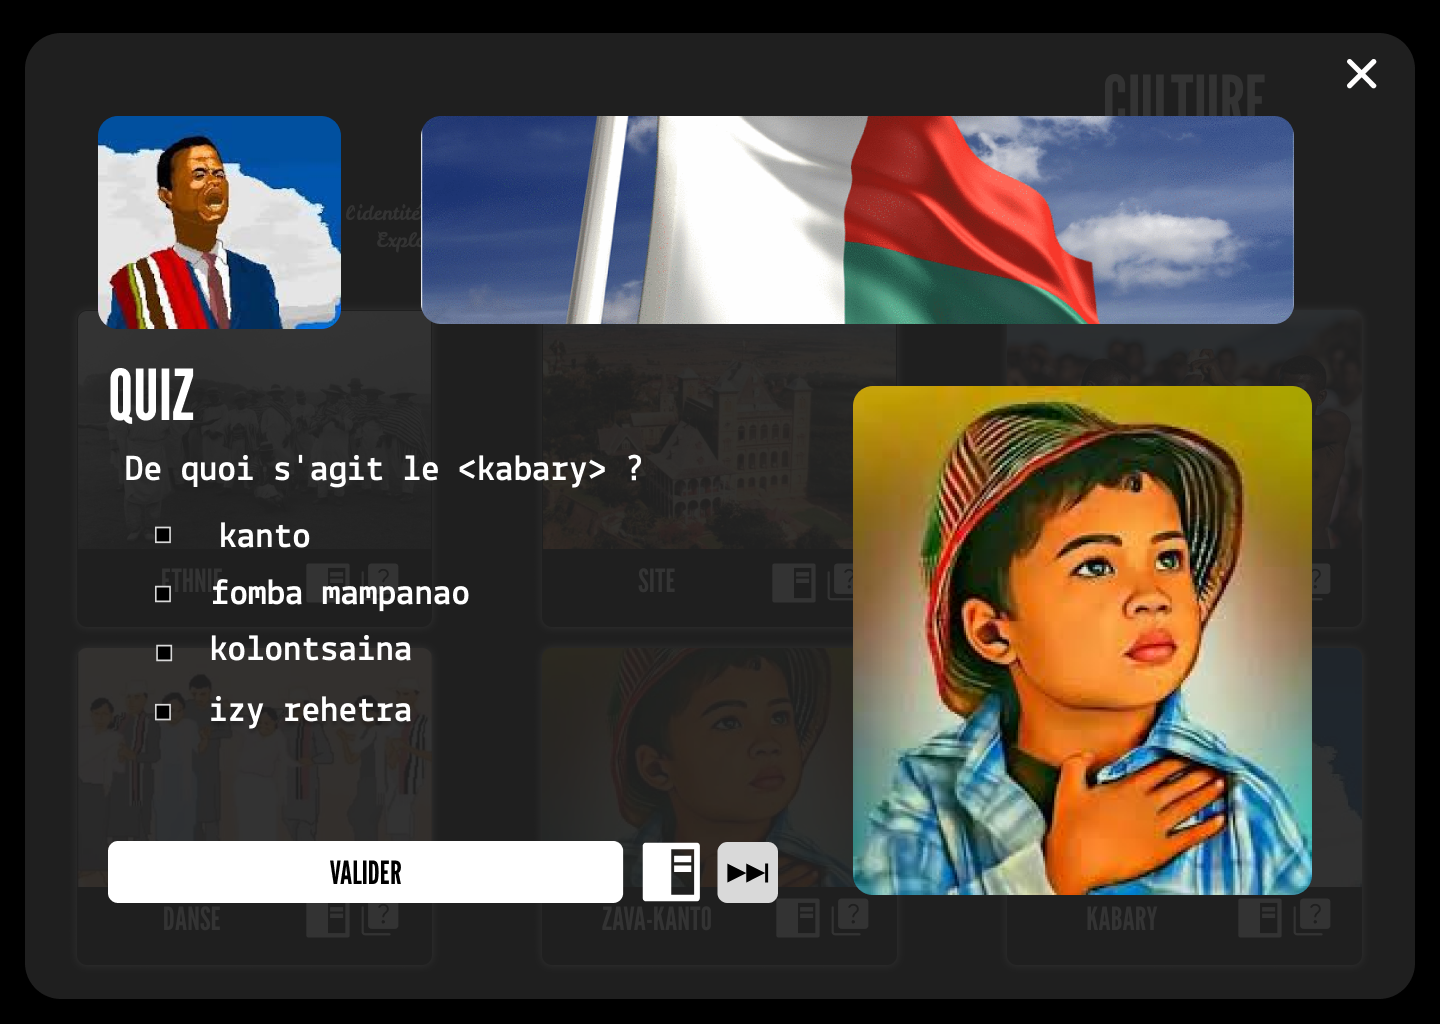 CULTURE
L'identité
Explo
QUIZ
De quoi s'agit le <kabary> ?
kanto
fomba mampanao
kolontsaina
izy rehetra
ETHNIE
SITE
VALIDER
DANSE
ZAVA-KANTO
KABARY